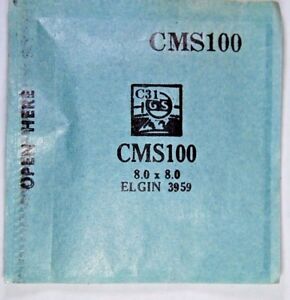 CMS100
OPEN HERE
C31
GS
CMS100
8.0 x 8.0
ELGIN 3959